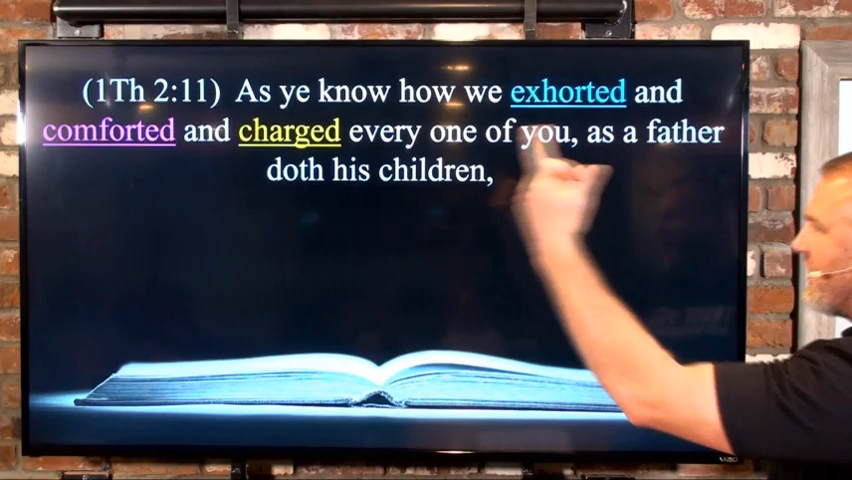 (1Th 2:11) As ye know how we exhorted and
comforted and charged every one of you, as a father
doth his children,
VIZIO